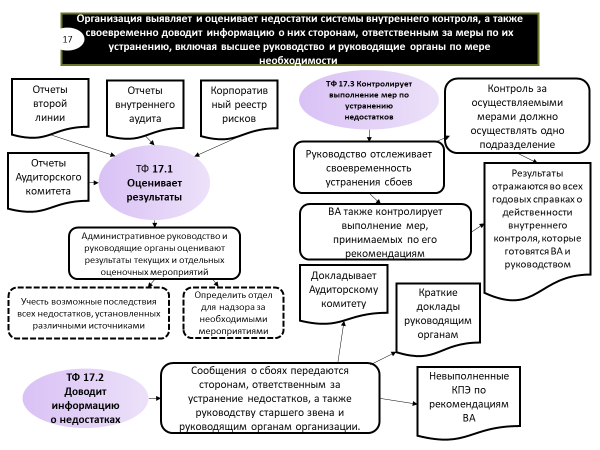 17
Организация выявляет и оценивает недостатки системы внутреннего контроля, а также
своевременно доводит информацию о них сторонам, ответственным за меры по их
устранению, включая высшее руководство и руководящие органы по мере
необходимости
Отчеты
второй
линии
Отчеты
внутреннего
аудита
Корпоратив
ный реестр
рисков
Отчеты
Аудиторского
комитета
ТФ 17.1
Оценивает
результаты
Административное руководство и
руководящие органы оценивают
результаты текущих и отдельных
оценочных мероприятий
Учесть возможные последствия
всех недостатков, установленных
различными источниками
Определить отдел
для надзора за
необходимыми
мероприятиями
ТФ 17.3 Контролирует
выполнение мер по
устранению
недостатков
Контроль за
осуществляемыми
мерами должно
осуществлять одно
подразделение
Руководство отслеживает
своевременность
устранения сбоев
ВА также контролирует
выполнение мер,
принимаемых по его
рекомендациям
Результаты
отражаются во всех
годовых справках о
действенности
внутреннего
контроля, которые
готовятся ВА и
руководством
Докладывает
Аудиторскому
комитету
Краткие
доклады
руководящим
органам
ТФ 17.2
Доводит
информацию
о недостатках
Сообщения о сбоях передаются
сторонам, ответственным за
устранение недостатков, а также
руководству старшего звена и
руководящим органам организации.
Невыполненные
КПЭ по
рекомендациям
ВА